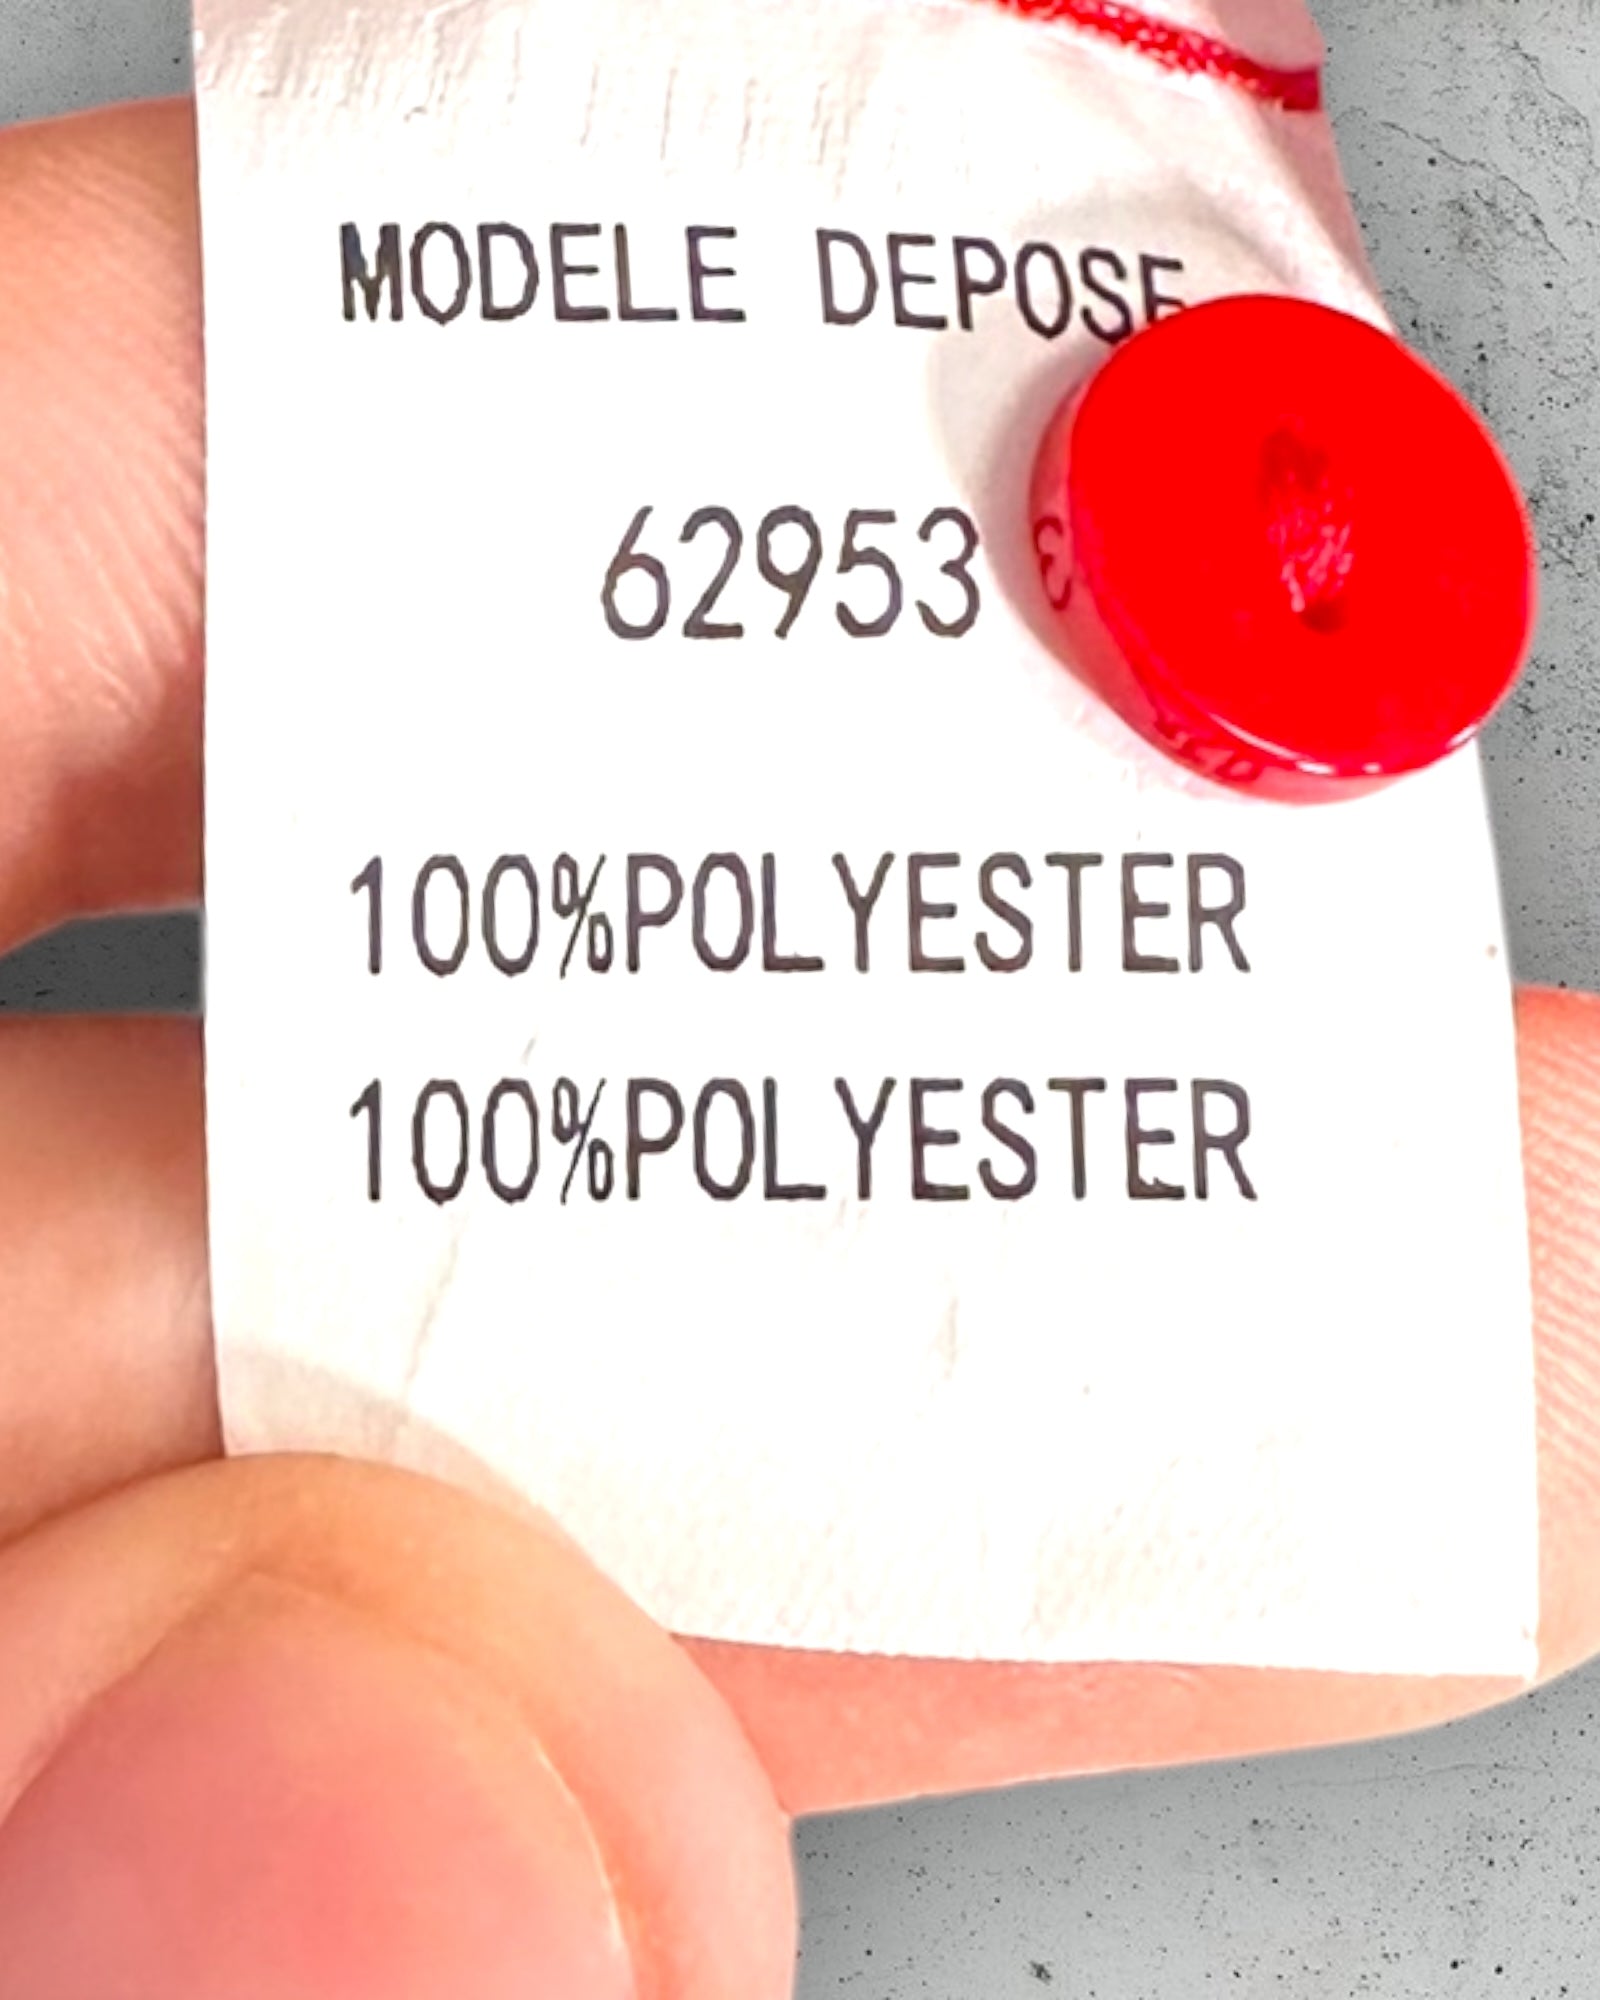 MODELE DEPOSE
62953
100%POLYESTER
100%POLYESTER